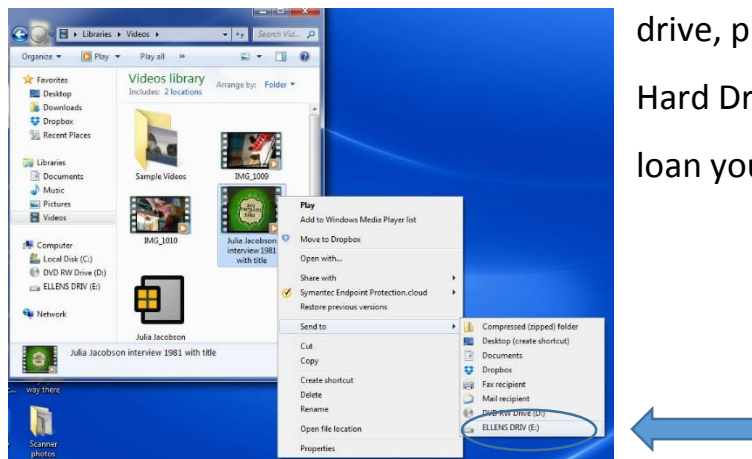 Libraries ▸ Videos ▸
Search Vid...
Organize
Play
Play all
»
Favorites
Desktop
Downloads
Dropbox
Recent Places
Libraries
Documents
Music
Pictures
Videos
Computer
Local Disk (C:)
DVD RW Drive (D:)
ELLENS DRIV (E:)
Network
Videos library
Includes: 2 locations
Arrange by: Folder
Sample Videos
IMG_1009
IMG_1010
Julia Jacobson
interview 1981
with title
Julia Jacobson
Julia Jacobson interview 1981 with title
way there
Scanner
photos
Play
Add to Windows Media Player list
Move to Dropbox
Open with...
Share with
Symantec Endpoint Protection.cloud
Restore previous versions
Send to
Cut
Copy
Create shortcut
Delete
Rename
Open file location
Properties
Compressed (zipped) folder
Desktop (create shortcut)
Documents
Dropbox
Fax recipient
Mail recipient
DVD RW Drive (D:)
ELLENS DRIV (E:)
drive, p
Hard Dr
loan you